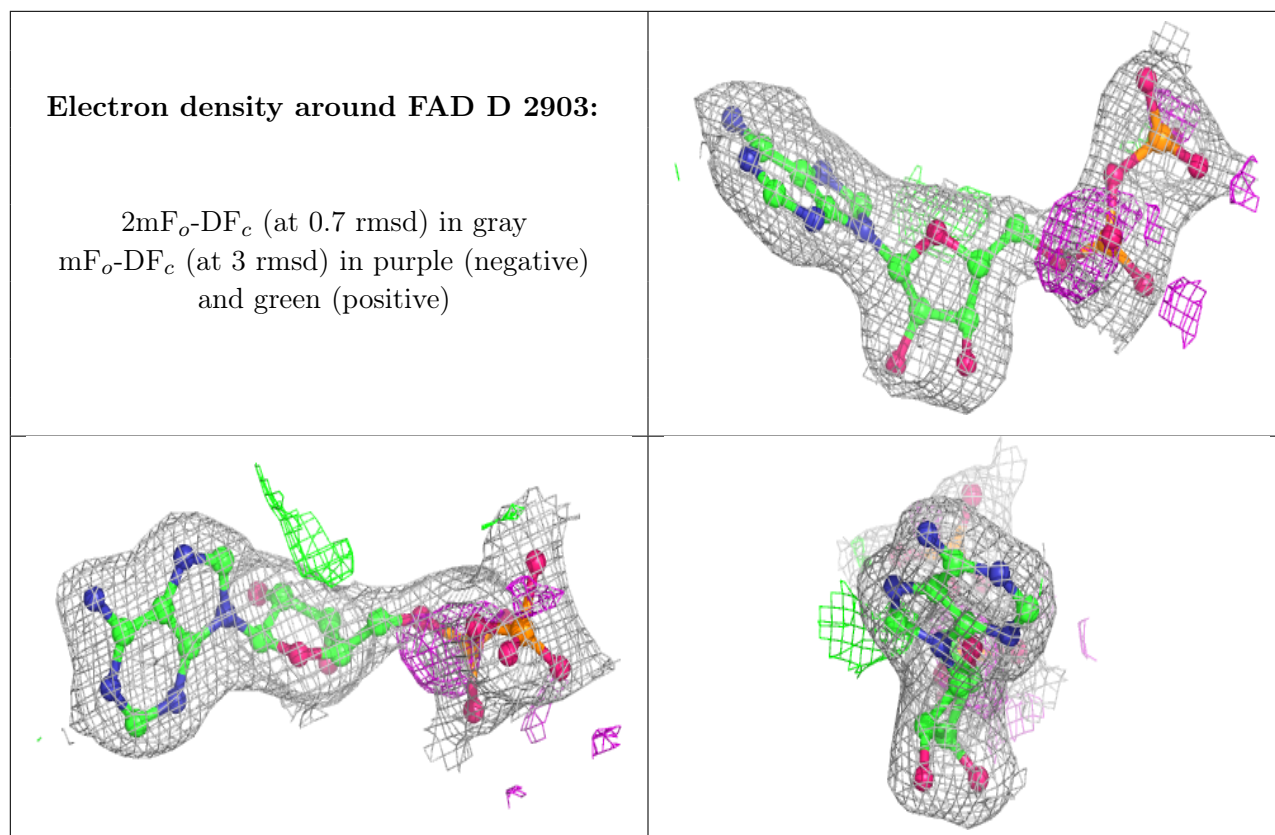 Electron density around FAD D 2903:
2mFo-DFc (at 0.7 rmsd) in gray
mFo-DFc (at 3 rmsd) in purple (negative)
and green (positive)